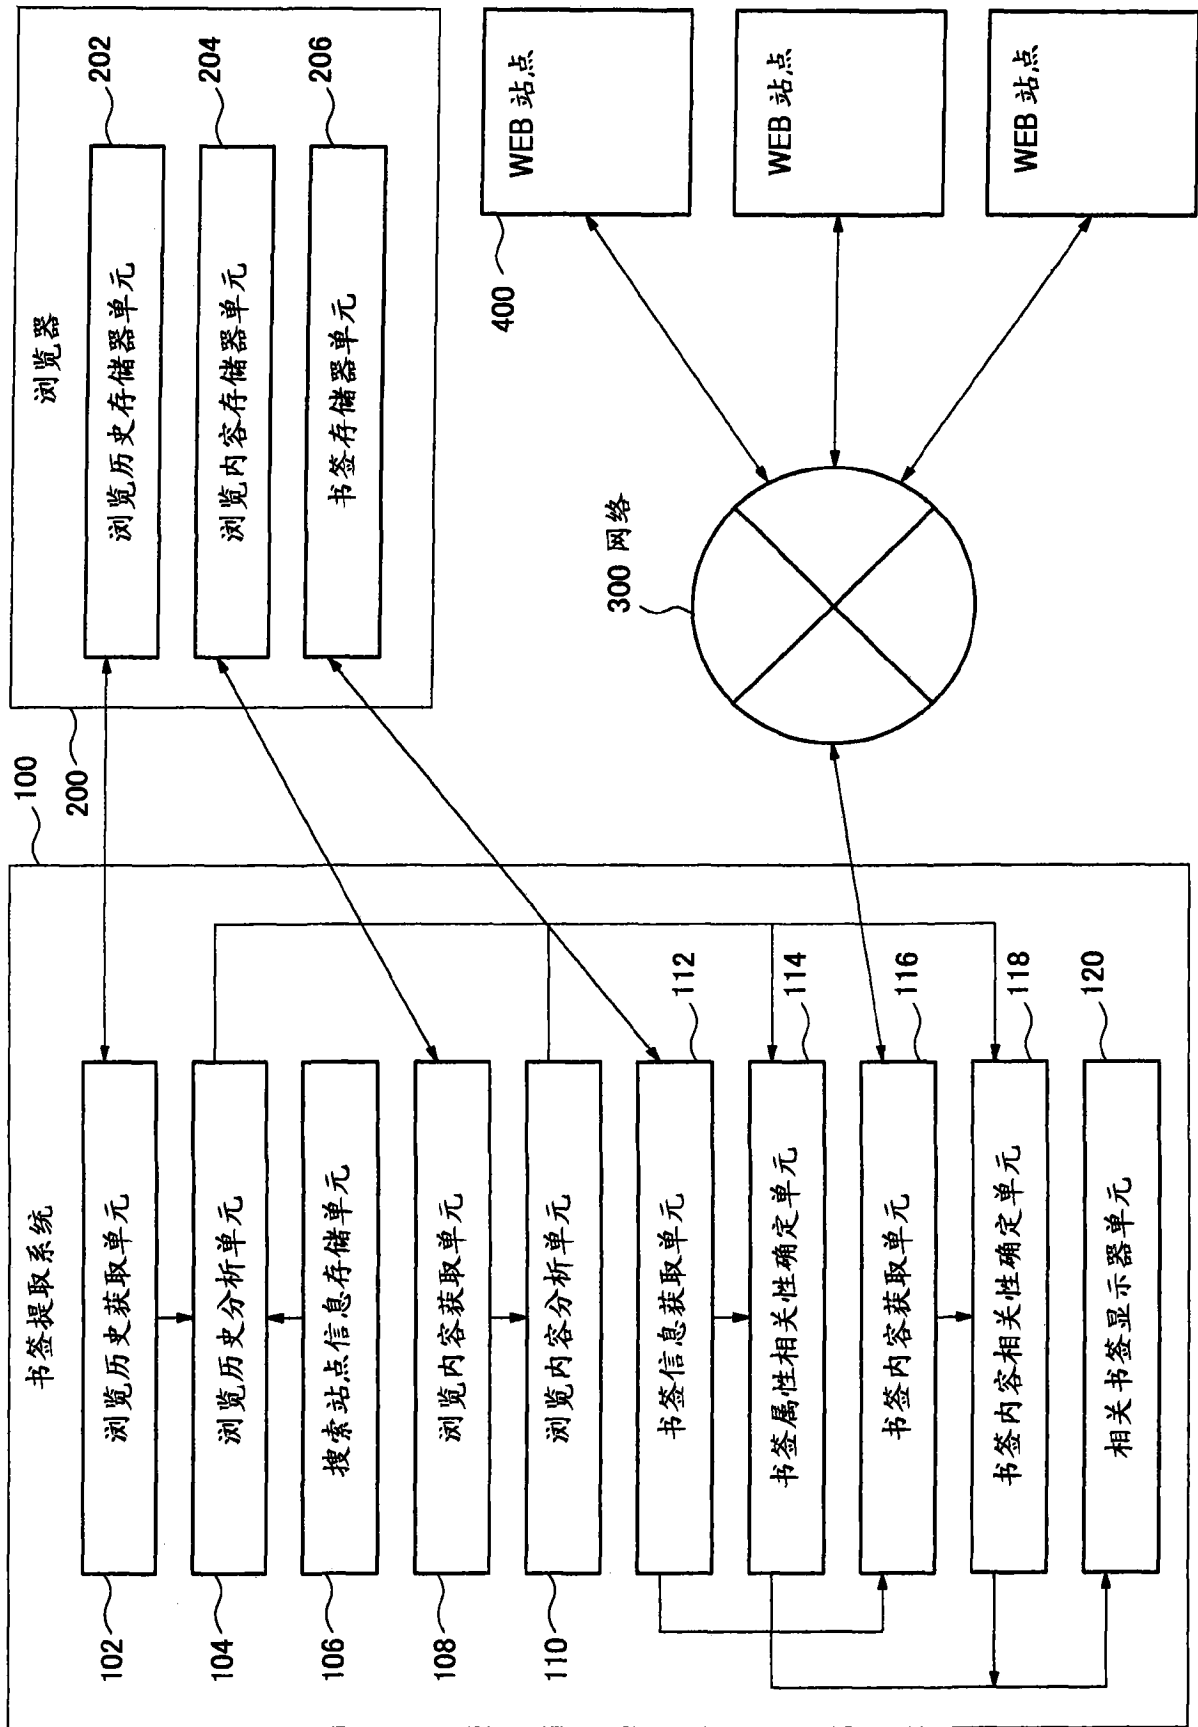 书签提取系统
100
102
浏览历史获取单元
104
浏览历史分析单元
106
搜索站点信息存储单元
108
浏览内容获取单元
110
浏览内容分析单元
书签信息获取单元
112
书签属性相关性确定单元
114
书签内容获取单元
116
书签内容相关性确定单元
118
相关书签显示器单元
120
200
浏览器
浏览历史存储器单元
202
浏览内容存储器单元
204
书签存储器单元
206
300 网络
400
WEB 站点
WEB 站点
WEB 站点